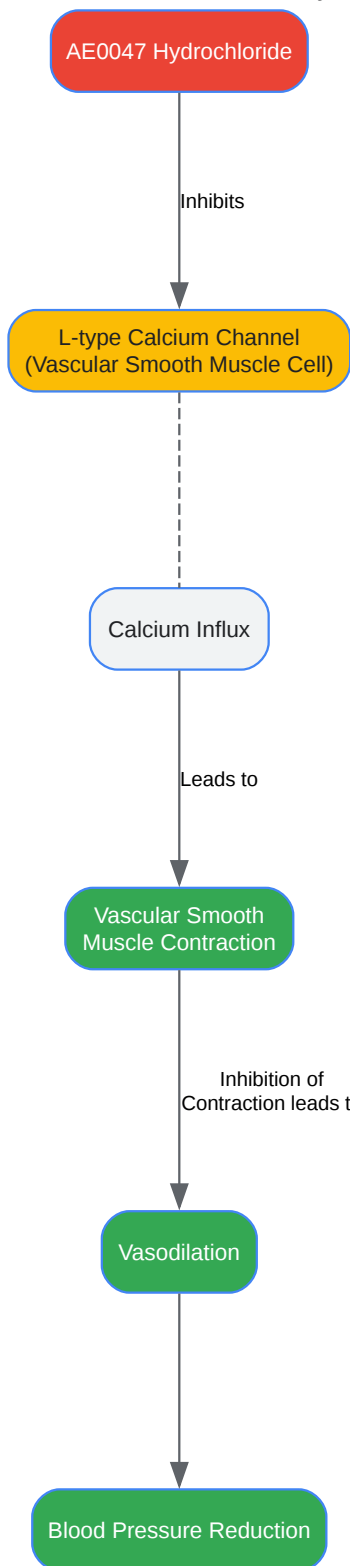 AE0047 Hydrochloride
Inhibits
L-type Calcium Channel
(Vascular Smooth Muscle Cell)
Calcium Influx
Leads to
Vascular Smooth
Muscle Contraction
Inhibition of
Contraction leads
Vasodilation
Blood Pressure Reduction